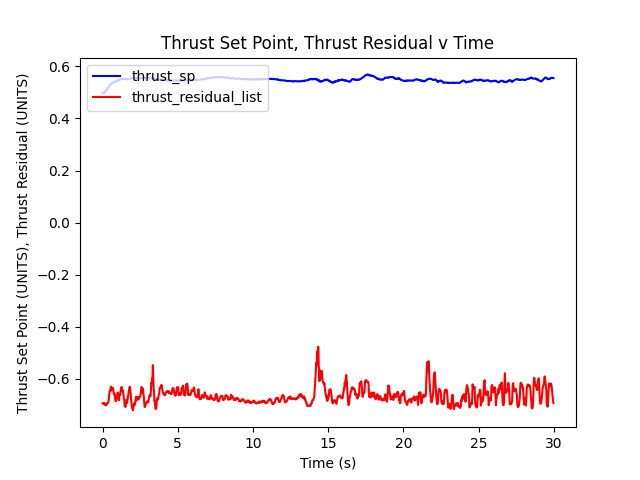 Thrust Set Point, Thrust Residual v Time
Thrust Set Point (UNITS), Thrust Residual (UNITS)
0.6
0.4
0.2
0.0
−0.2
−0.4
−0.6
thrust_sp
thrust_residual_list
0 5 10 15 20 25 30
Time (s)